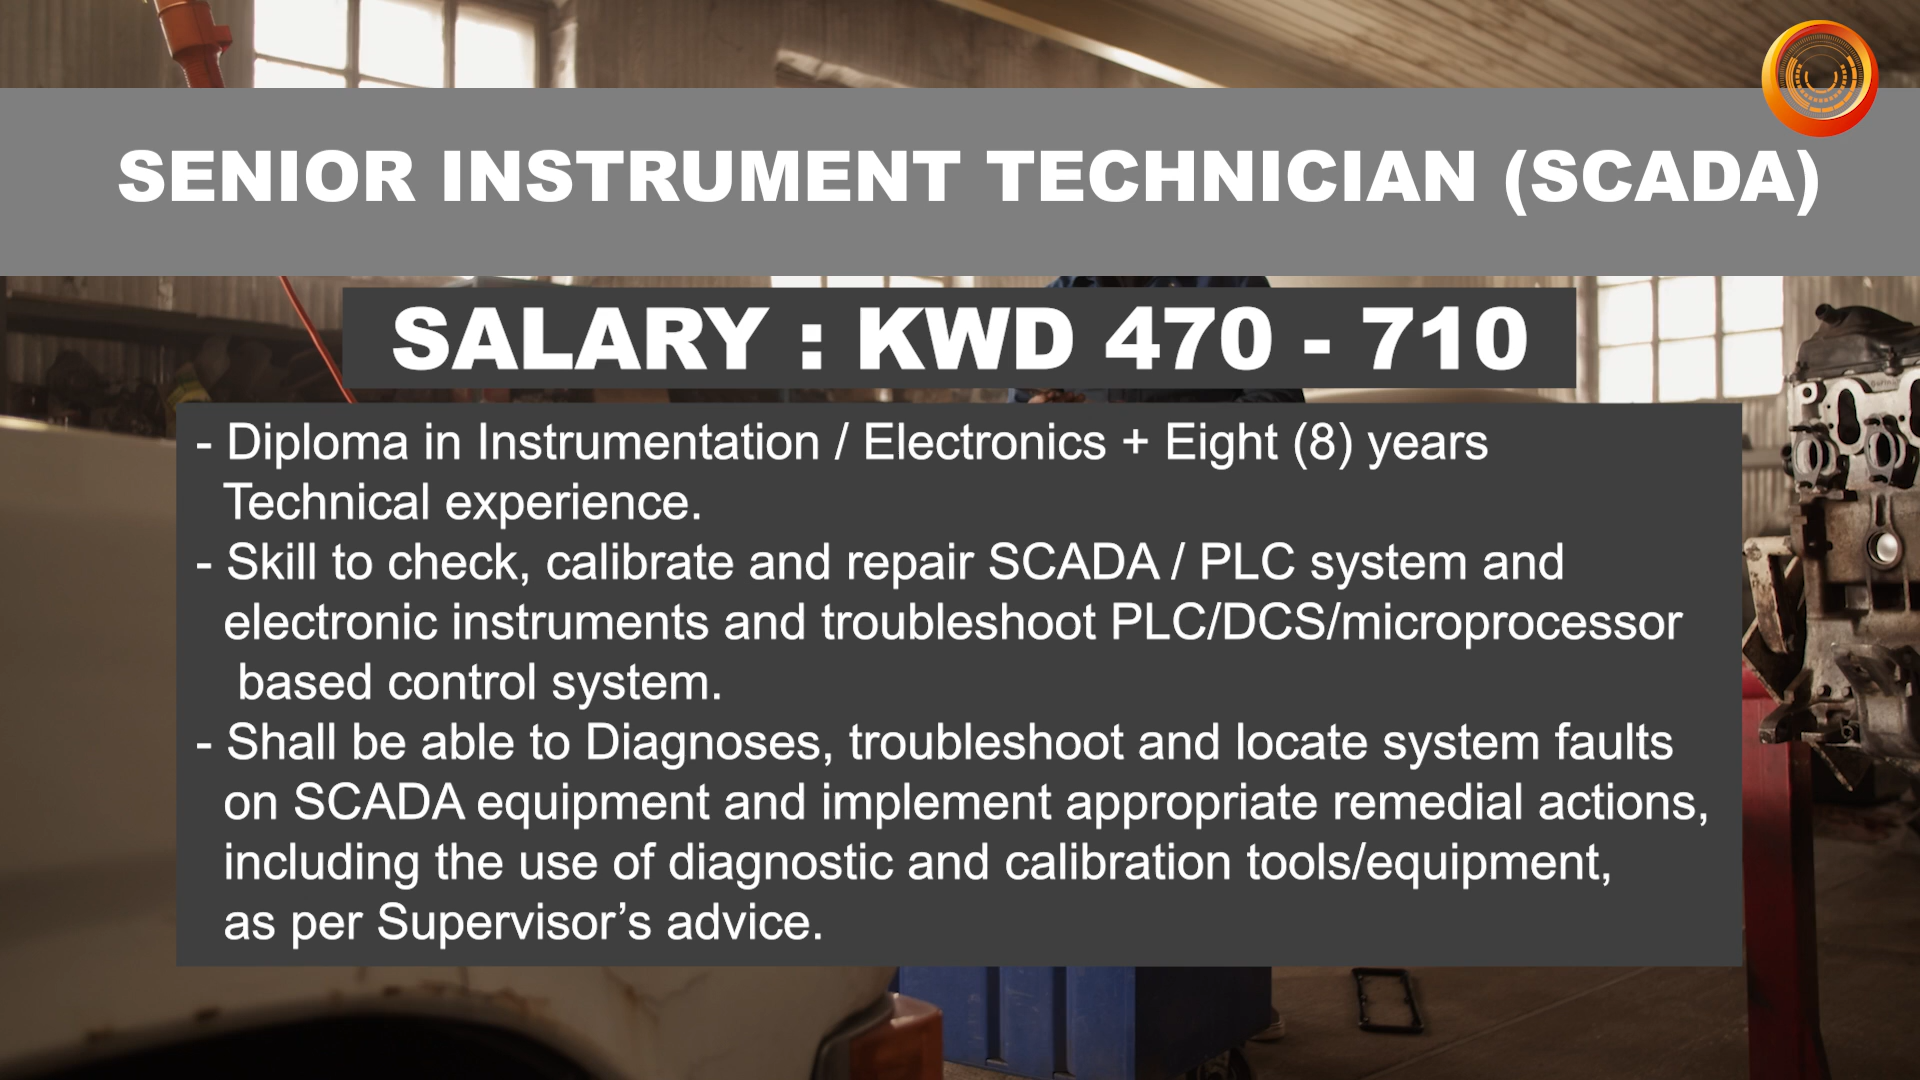 SENIOR INSTRUMENT TECHNICIAN (SCADA)
SALARY : KWD 470 - 710
- Diploma in Instrumentation / Electronics + Eight (8) years
Technical experience.
- Skill to check, calibrate and repair SCADA / PLC system and
electronic instruments and troubleshoot PLC/DCS/microprocessor
based control system.
- Shall be able to Diagnoses, troubleshoot and locate system faults
on SCADA equipment and implement appropriate remedial actions,
including the use of diagnostic and calibration tools/equipment,
as per Supervisor’s advice.